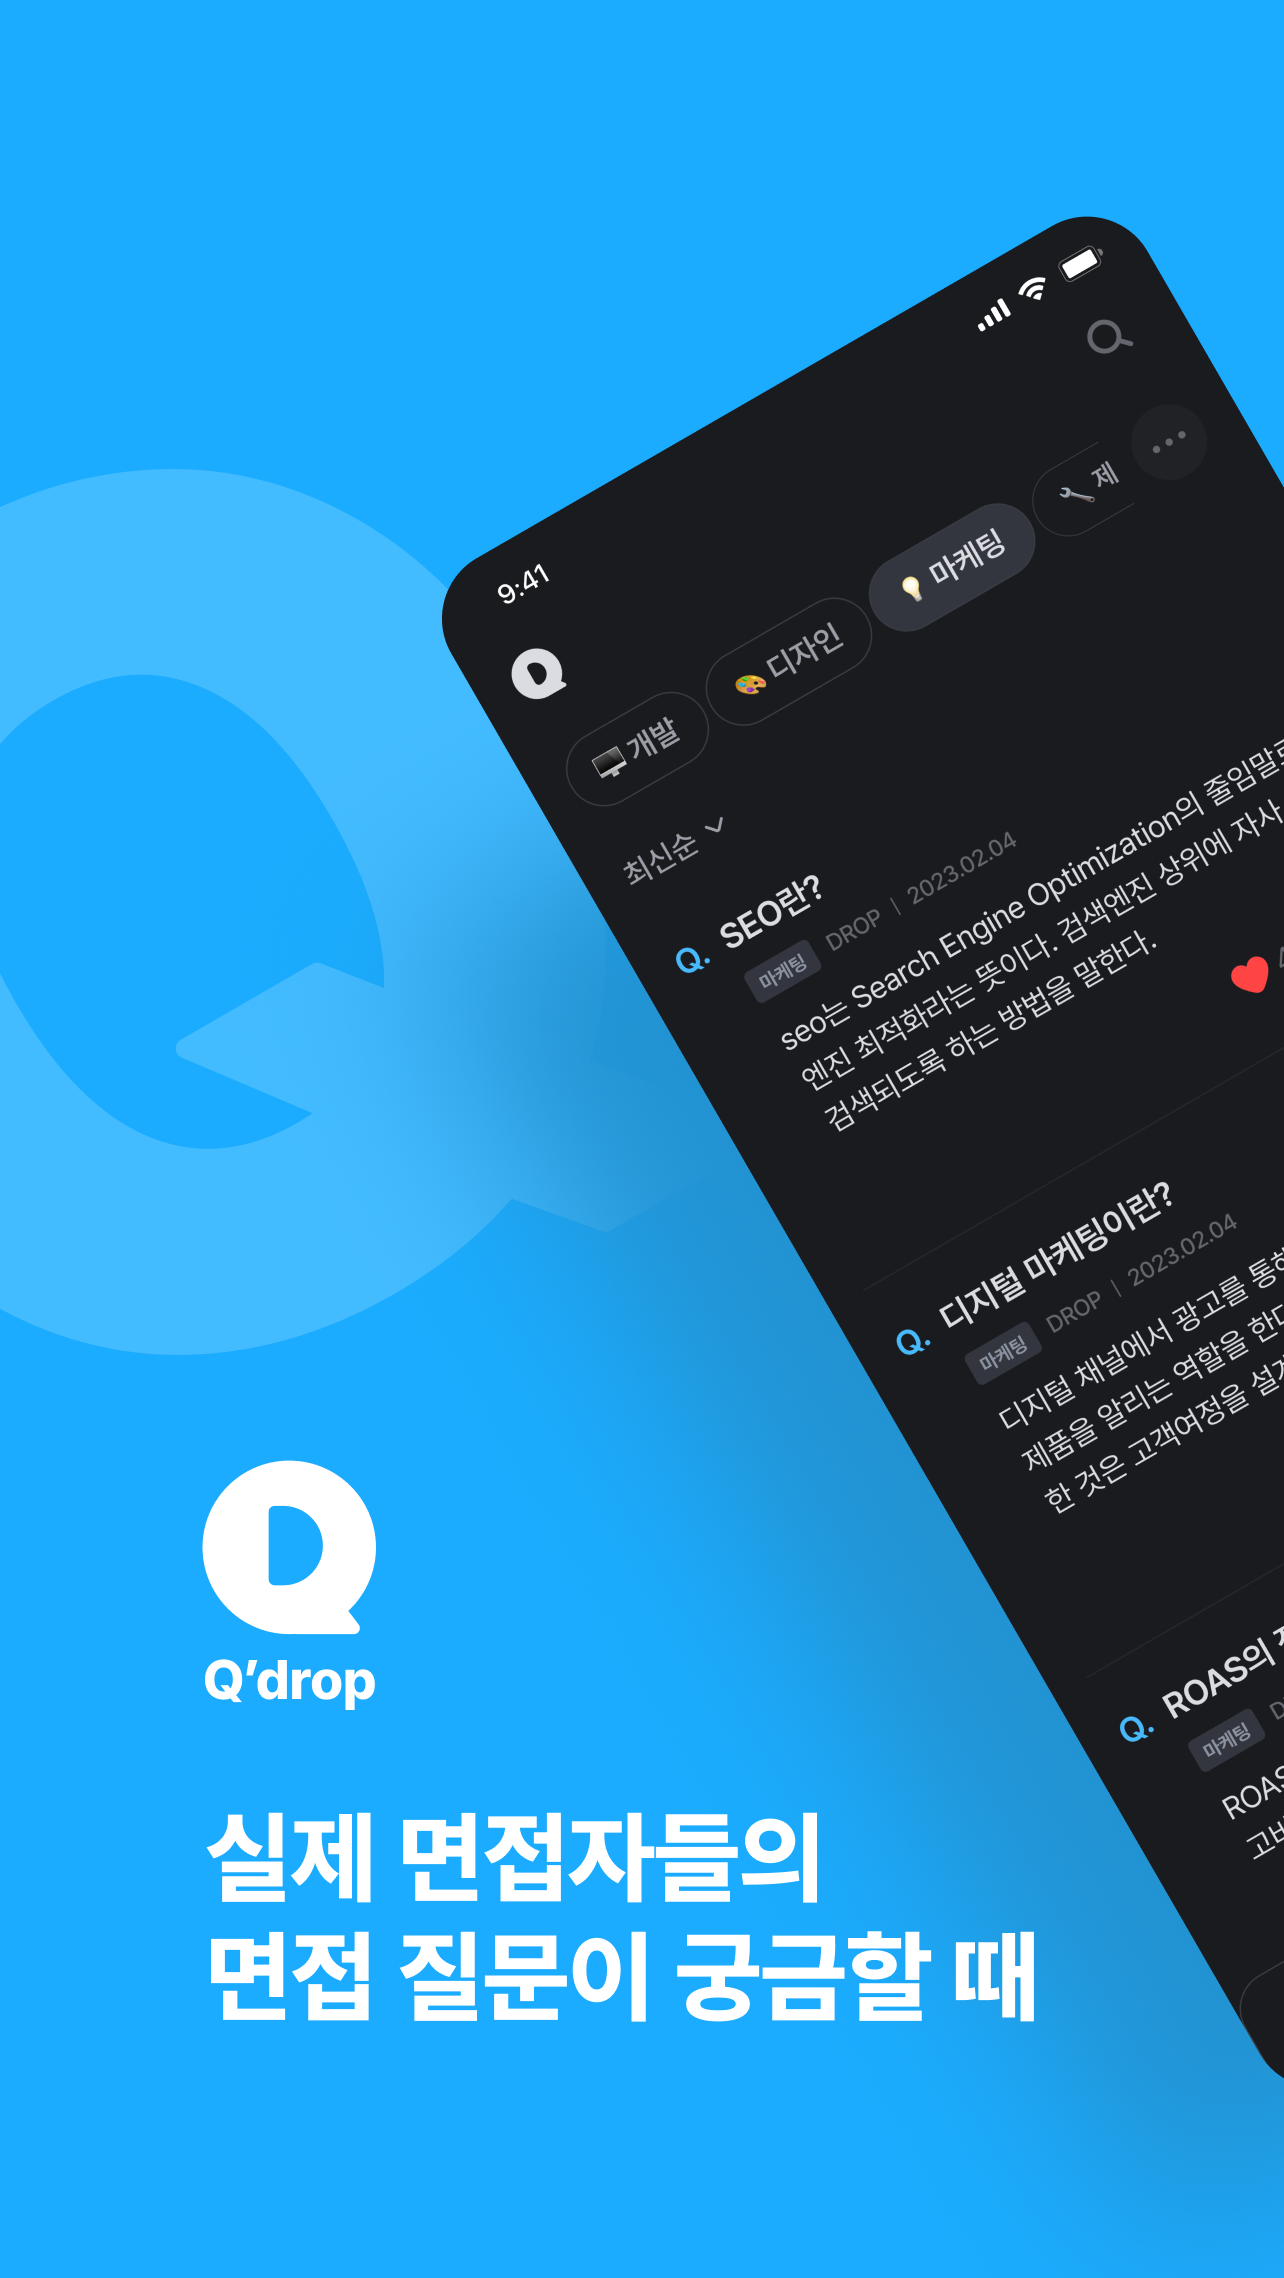 9:41
개발
디자인
마케팅
제
최신순
Q. SEO란?
마케팅 DROP | 2023.02.04
seo는 Search Engine Optimization의 줄임말로
엔진 최적화라는 뜻이다. 검색엔진 상위에 자사
검색되도록 하는 방법을 말한다.
Q. 디지털 마케팅이란?
마케팅 DROP | 2023.02.04
디지털 채널에서 광고를 통해
제품을 알리는 역할을 한다
한 것은 고객여정을 설계
Q. ROAS의
마케팅
ROAS
Q'drop
실제 면접자들의
면접 질문이 궁금할 때